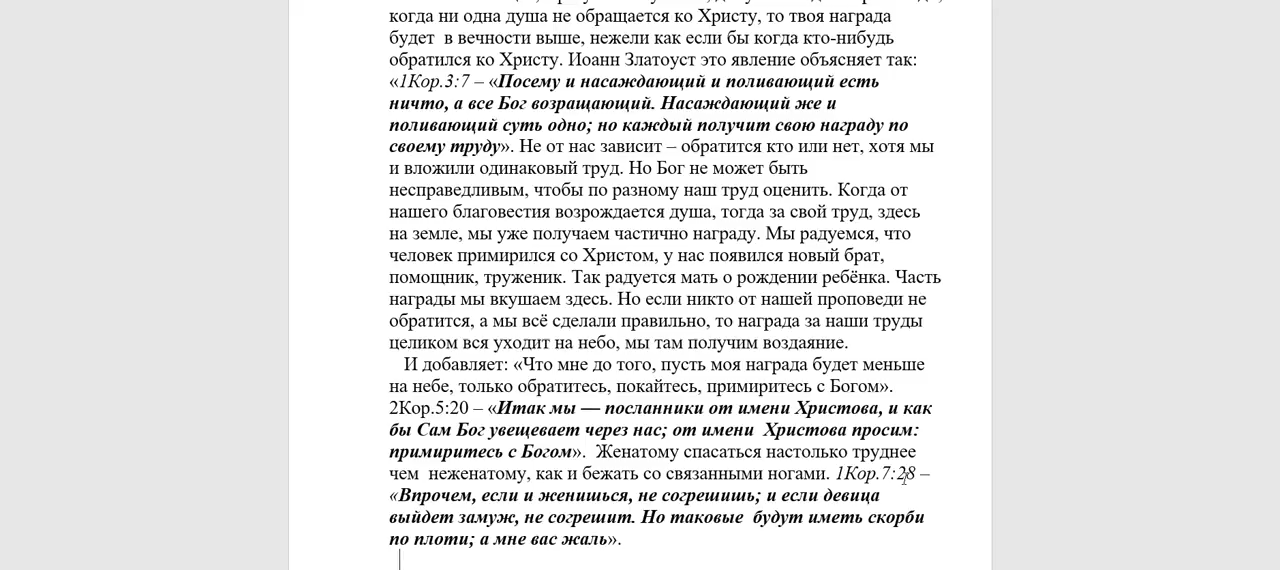 когда ни одна душа не обращается ко Христу, то твоя награда
будет в вечности выше, нежели как если бы когда кто-нибудь
обратился ко Христу. Иоанн Златоуст это явление объясняет так:
«1Кор.3:7 – «Посему и насаждающий и поливающий есть
ничто, а все Бог возращающий. Насаждающий же и
поливающий суть одно; но каждый получит свою награду по
своему труду». Не от нас зависит – обратится кто или нет, хотя мы
и вложили одинаковый труд. Но Бог не может быть
несправедливым, чтобы по разному наш труд оценить. Когда от
нашего благовестия возрождается душа, тогда за свой труд, здесь
на земле, мы уже получаем частично награду. Мы радуемся, что
человек примирился со Христом, у нас появился новый брат,
помощник, труженик. Так радуется мать о рождении ребёнка. Часть
награды мы вкушаем здесь. Но если никто от нашей проповеди не
обратится, а мы всё сделали правильно, то награда за наши труды
целиком вся уходит на небо, мы там получим воздаяние.
И добавляет: «Что мне до того, пусть моя награда будет меньше
на небе, только обратитесь, покайтесь, примиритесь с Богом».
2Кор.5:20 – «Итак мы — посланники от имени Христова, и как
бы Сам Бог увещевает через нас; от имени Христова просим:
примиритесь с Богом». Женатому спасаться настолько труднее
чем неженатому, как и бежать со связанными ногами. 1Кор.7:28 –
«Впрочем, если и женишься, не согрешишь; и если девица
выйдет замуж, не согрешит. Но таковые будут иметь скорби
по плоти; а мне вас жаль».